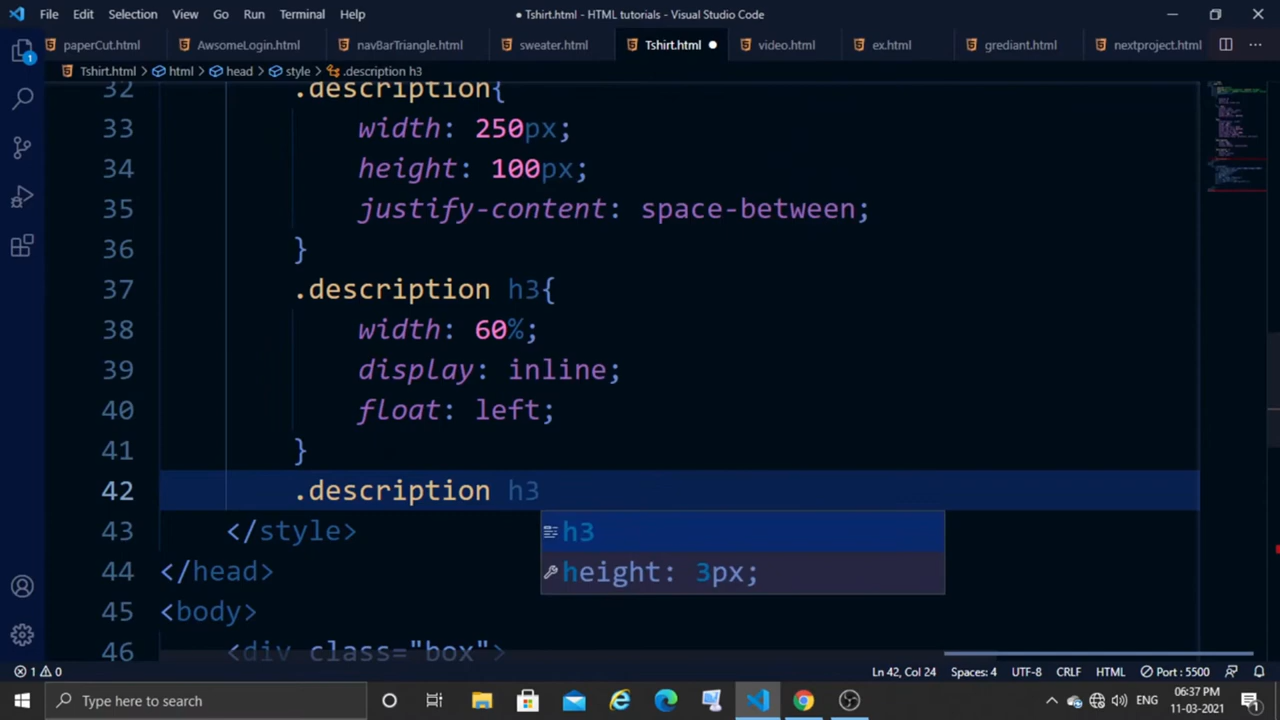 File Edit Selection View Go Run Terminal Help
● Tshirt.html - HTML tutorials - Visual Studio Code
paperCut.html AwsomeLogin.html navBarTriangle.html sweater.html Tshirt.html video.html ex.html grediant.html nextproject.html
Tshirt.html > html > head > style > .description h3
32 .description{
33 width: 250px;
34 height: 100px;
35 justify-content: space-between;
36 }
37 .description h3{
38 width: 60%;
39 display: inline;
40 float: left;
41 }
42 .description h3
h3
43 </style>
height: 3px;
44 </head>
45 <body>
46 <div class="box">
1
1 0
Ln 42, Col 24 Spaces: 4 UTF-8 CRLF HTML Port : 5500
Type here to search
ENG
06:37 PM
11-03-2021
1